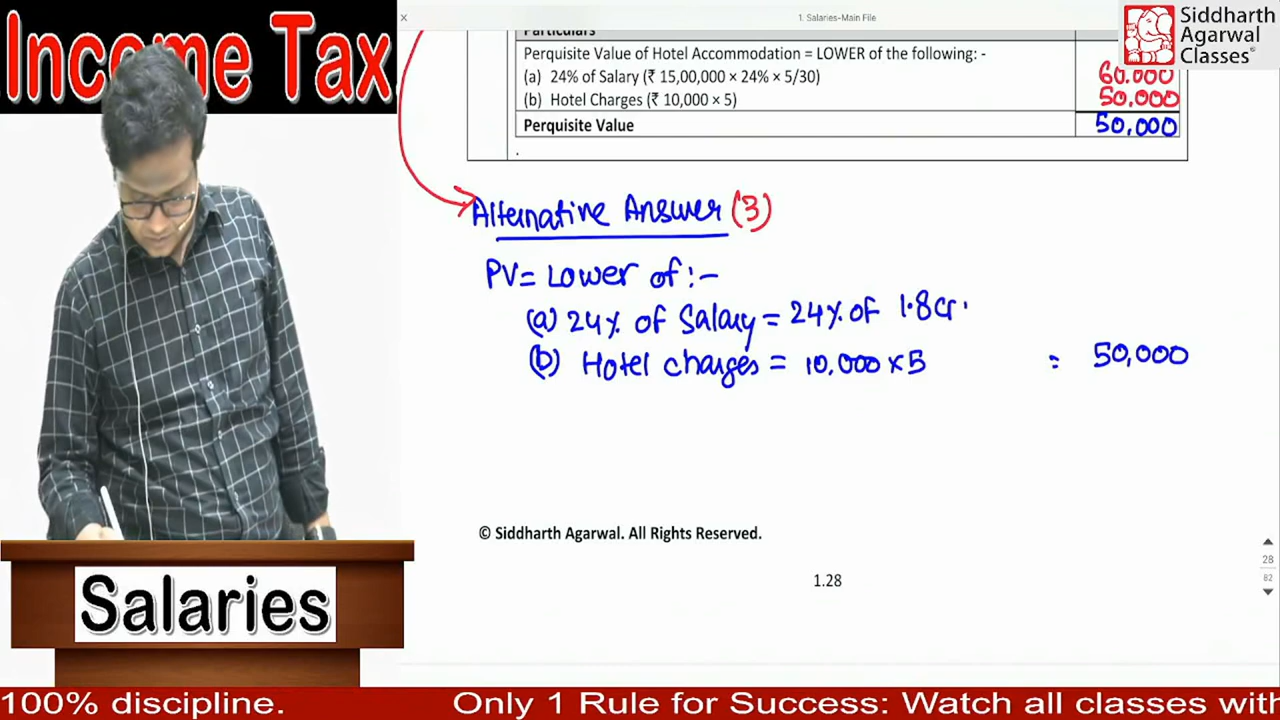 Income Tax
1. Salaries-Main File
Siddharth
Agarwal
Classes
Particulars
Perquisite Value of Hotel Accommodation = LOWER of the following: -
(a) 24% of Salary (₹ 15,00,000 × 24% × 5/30) 60,000
(b) Hotel Charges (₹ 10,000 × 5) 50,000
Perquisite Value 50,000
Alternative Answer (3)
PV = Lower of :-
(a) 24% of Salary = 24% of 1.8 Cr.
(b) Hotel charges = 10,000 × 5 = 50,000
© Siddharth Agarwal. All Rights Reserved.
1.28
28
82
Salaries
100% discipline. Only 1 Rule for Success: Watch all classes with